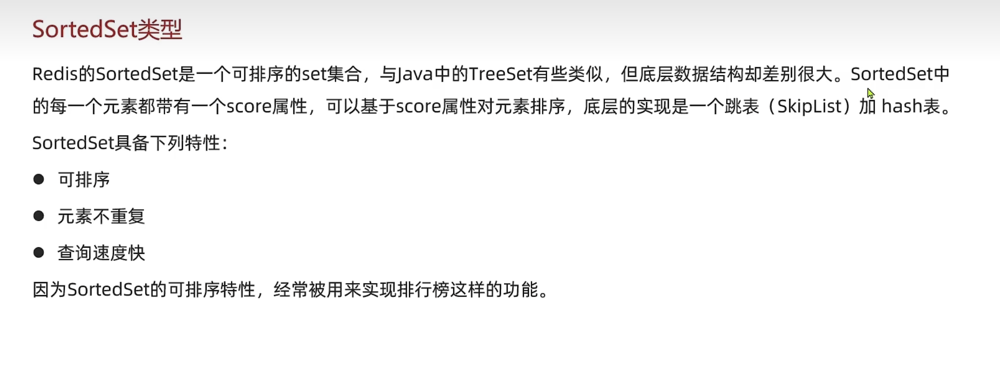 SortedSet类型
Redis的SortedSet是一个可排序的set集合，与Java中的TreeSet有些类似，但底层数据结构却差别很大。SortedSet中
的每一个元素都带有一个score属性，可以基于score属性对元素排序，底层的实现是一个跳表（SkipList）加 hash表。
SortedSet具备下列特性：
● 可排序
● 元素不重复
● 查询速度快
因为SortedSet的可排序特性，经常被用来实现排行榜这样的功能。